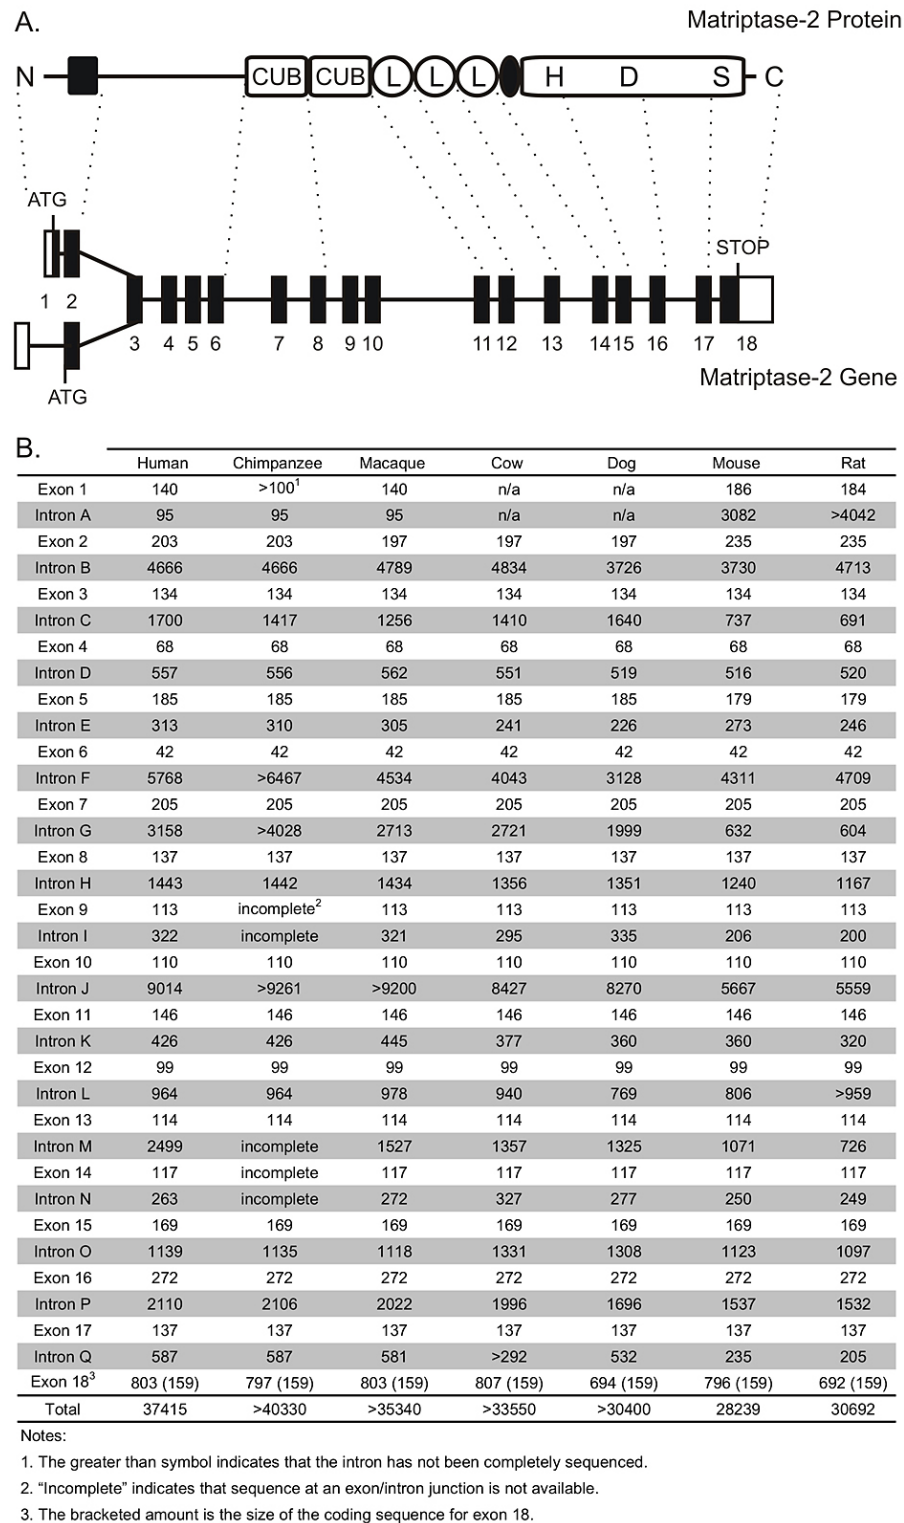 A.
Matriptase-2 Protein
N CUB CUB L L L H D S C
ATG
STOP
1 2
3 4 5 6 7 8 9 10 11 12 13 14 15 16 17 18
ATG
Matriptase-2 Gene
B.
Human Chimpanzee Macaque Cow Dog Mouse Rat
Exon 1 140 >100¹ 140 n/a n/a 186 184
Intron A 95 95 95 n/a n/a 3082 >4042
Exon 2 203 203 197 197 197 235 235
Intron B 4666 4666 4789 4834 3726 3730 4713
Exon 3 134 134 134 134 134 134 134
Intron C 1700 1417 1256 1410 1640 737 691
Exon 4 68 68 68 68 68 68 68
Intron D 557 556 562 551 519 516 520
Exon 5 185 185 185 185 185 179 179
Intron E 313 310 305 241 226 273 246
Exon 6 42 42 42 42 42 42 42
Intron F 5768 >6467 4534 4043 3128 4311 4709
Exon 7 205 205 205 205 205 205 205
Intron G 3158 >4028 2713 2721 1999 632 604
Exon 8 137 137 137 137 137 137 137
Intron H 1443 1442 1434 1356 1351 1240 1167
Exon 9 113 incomplete² 113 113 113 113 113
Intron I 322 incomplete 321 295 335 206 200
Exon 10 110 110 110 110 110 110 110
Intron J 9014 >9261 >9200 8427 8270 5667 5559
Exon 11 146 146 146 146 146 146 146
Intron K 426 426 445 377 360 360 320
Exon 12 99 99 99 99 99 99 99
Intron L 964 964 978 940 769 806 >959
Exon 13 114 114 114 114 114 114 114
Intron M 2499 incomplete 1527 1357 1325 1071 726
Exon 14 117 incomplete 117 117 117 117 117
Intron N 263 incomplete 272 327 277 250 249
Exon 15 169 169 169 169 169 169 169
Intron O 1139 1135 1118 1331 1308 1123 1097
Exon 16 272 272 272 272 272 272 272
Intron P 2110 2106 2022 1996 1696 1537 1532
Exon 17 137 137 137 137 137 137 137
Intron Q 587 587 581 >292 532 235 205
Exon 18³ 803 (159) 797 (159) 803 (159) 807 (159) 694 (159) 796 (159) 692 (159)
Total 37415 >40330 >35340 >33550 >30400 28239 30692
Notes:
1. The greater than symbol indicates that the intron has not been completely sequenced.
2. “Incomplete” indicates that sequence at an exon/intron junction is not available.
3. The bracketed amount is the size of the coding sequence for exon 18.